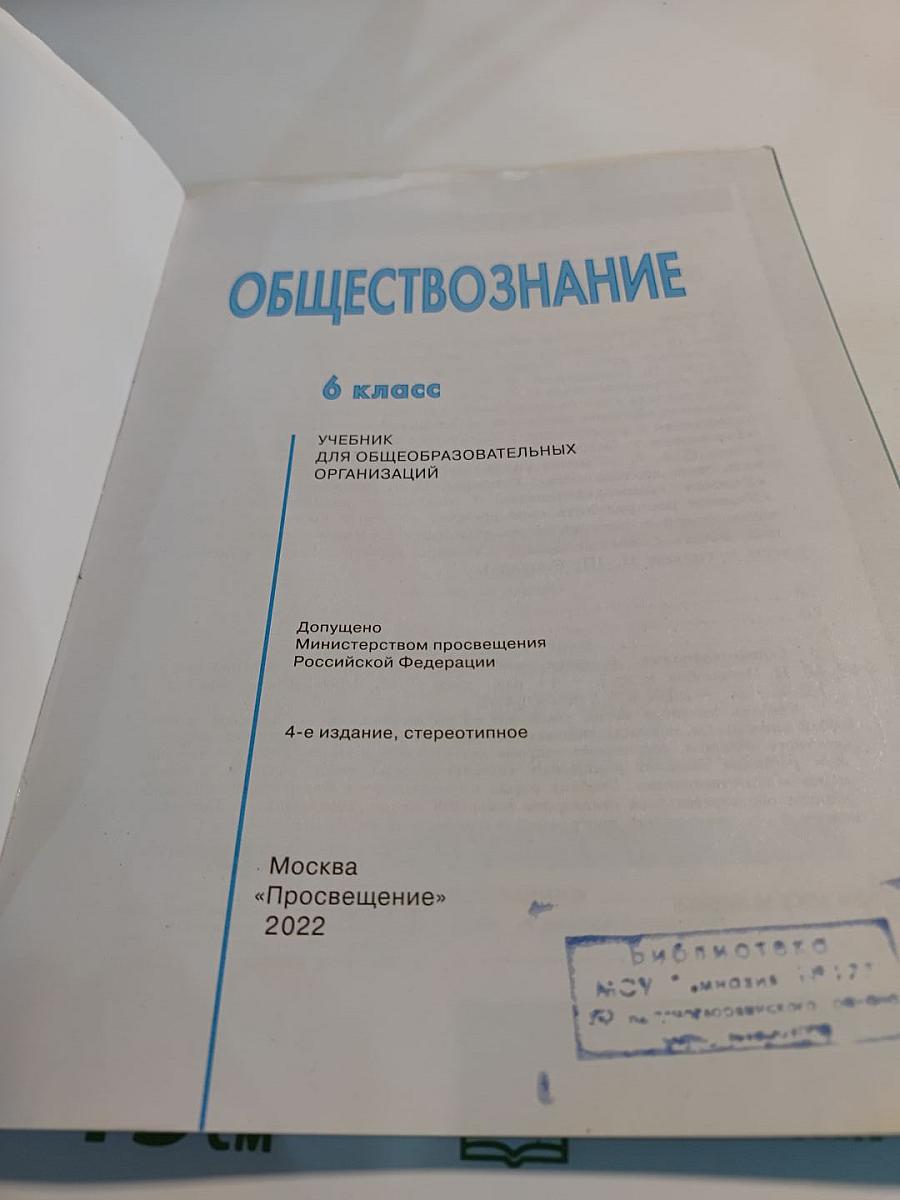 ОБЩЕСТВОЗНАНИЕ
6 класс
УЧЕБНИК
ДЛЯ ОБЩЕОБРАЗОВАТЕЛЬНЫХ
ОРГАНИЗАЦИЙ
Допущено
Министерством просвещения
Российской Федерации
4-е издание, стереотипное
Москва
«Просвещение»
2022
Библиотека
см